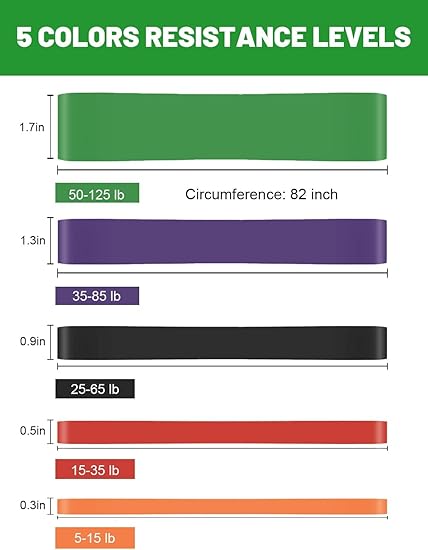 5 COLORS RESISTANCE LEVELS
1.7in
50-125 lb
Circumference: 82 inch
1.3in
35-85 lb
0.9in
25-65 lb
0.5in
15-35 lb
0.3in
5-15 lb